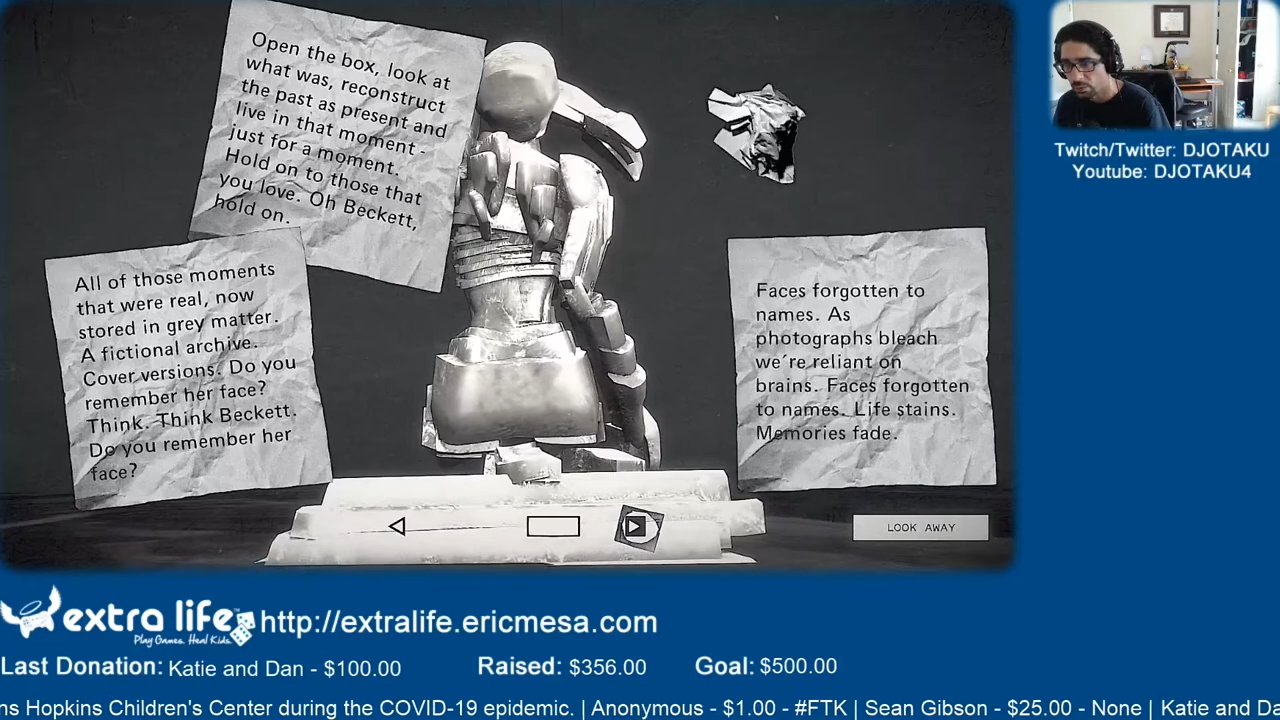 Open the box, look at
what was, reconstruct
the past as present and
live in that moment -
just for a moment.
Hold on to those that
you love. Oh Beckett,
hold on.
All of those moments
that were real, now
stored in grey matter.
A fictional archive.
Cover versions. Do you
remember her face?
Think. Think Beckett.
Do you remember her
face?
Faces forgotten to
names. As
photographs bleach
we´re reliant on
brains. Faces forgotten
to names. Life stains.
Memories fade.
LOOK AWAY
Twitch/Twitter: DJOTAKU
Youtube: DJOTAKU4
extra life
Play Games. Heal Kids.
http://extralife.ericmesa.com
Last Donation: Katie and Dan - $100.00 Raised: $356.00 Goal: $500.00
ns Hopkins Children's Center during the COVID-19 epidemic. | Anonymous - $1.00 - #FTK | Sean Gibson - $25.00 - None | Katie and Da